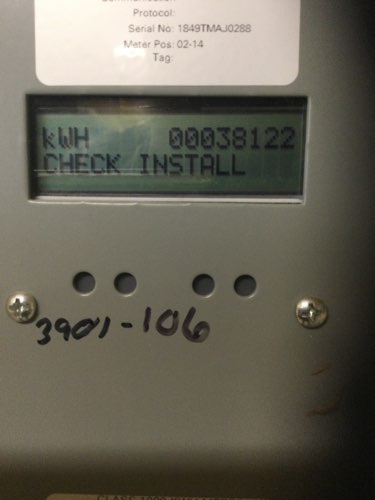 Protocol:
Serial No: 1849TMAJ0288
Meter Pos: 02-14
Tag:
kWH 00038122
CHECK INSTALL
3901-106